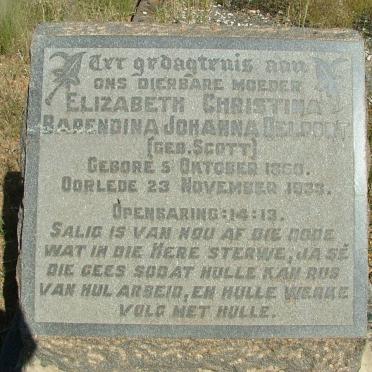 Ter gedagtenis aan
ONS DIERBARE MOEDER
ELIZABETH CHRISTINA
BARENDINA JOHANNA DELPORT
(GEB. SCOTT)
GEBORE 5 OKTOBER 1860.
OORLEDE 23 NOVEMBER 1938.
OPENBARING:14:13.
SALIG IS VAN NOU AF DIE DODE
WAT IN DIE HERE STERWE, JA SÊ
DIE GEES SODAT HULLE KAN RUS
VAN HUL ARBEID, EN HULLE WERKE
VOLG MET HULLE.